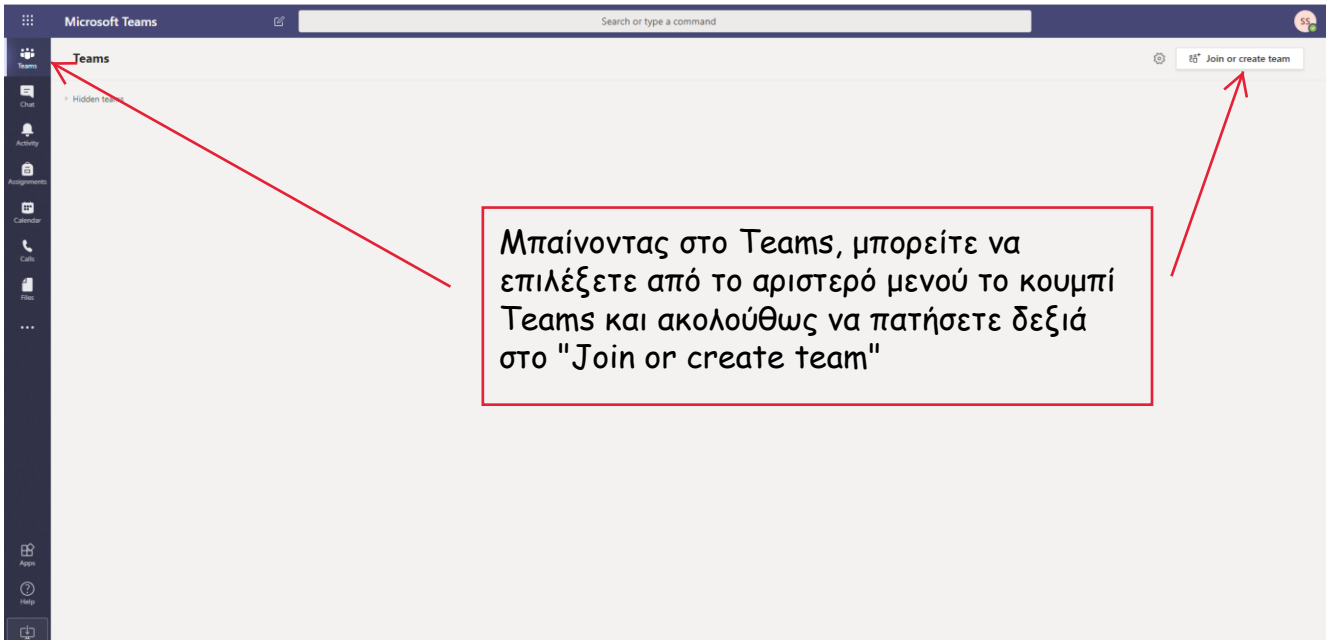 Microsoft Teams
Search or type a command
SS
Teams
Teams
Join or create team
Chat
Hidden teams
Activity
Assignments
Calendar
Calls
Files
Μπαίνοντας στο Teams, μπορείτε να
επιλέξετε από το αριστερό μενού το κουμπί
Teams και ακολούθως να πατήσετε δεξιά
στο "Join or create team"
Apps
Help